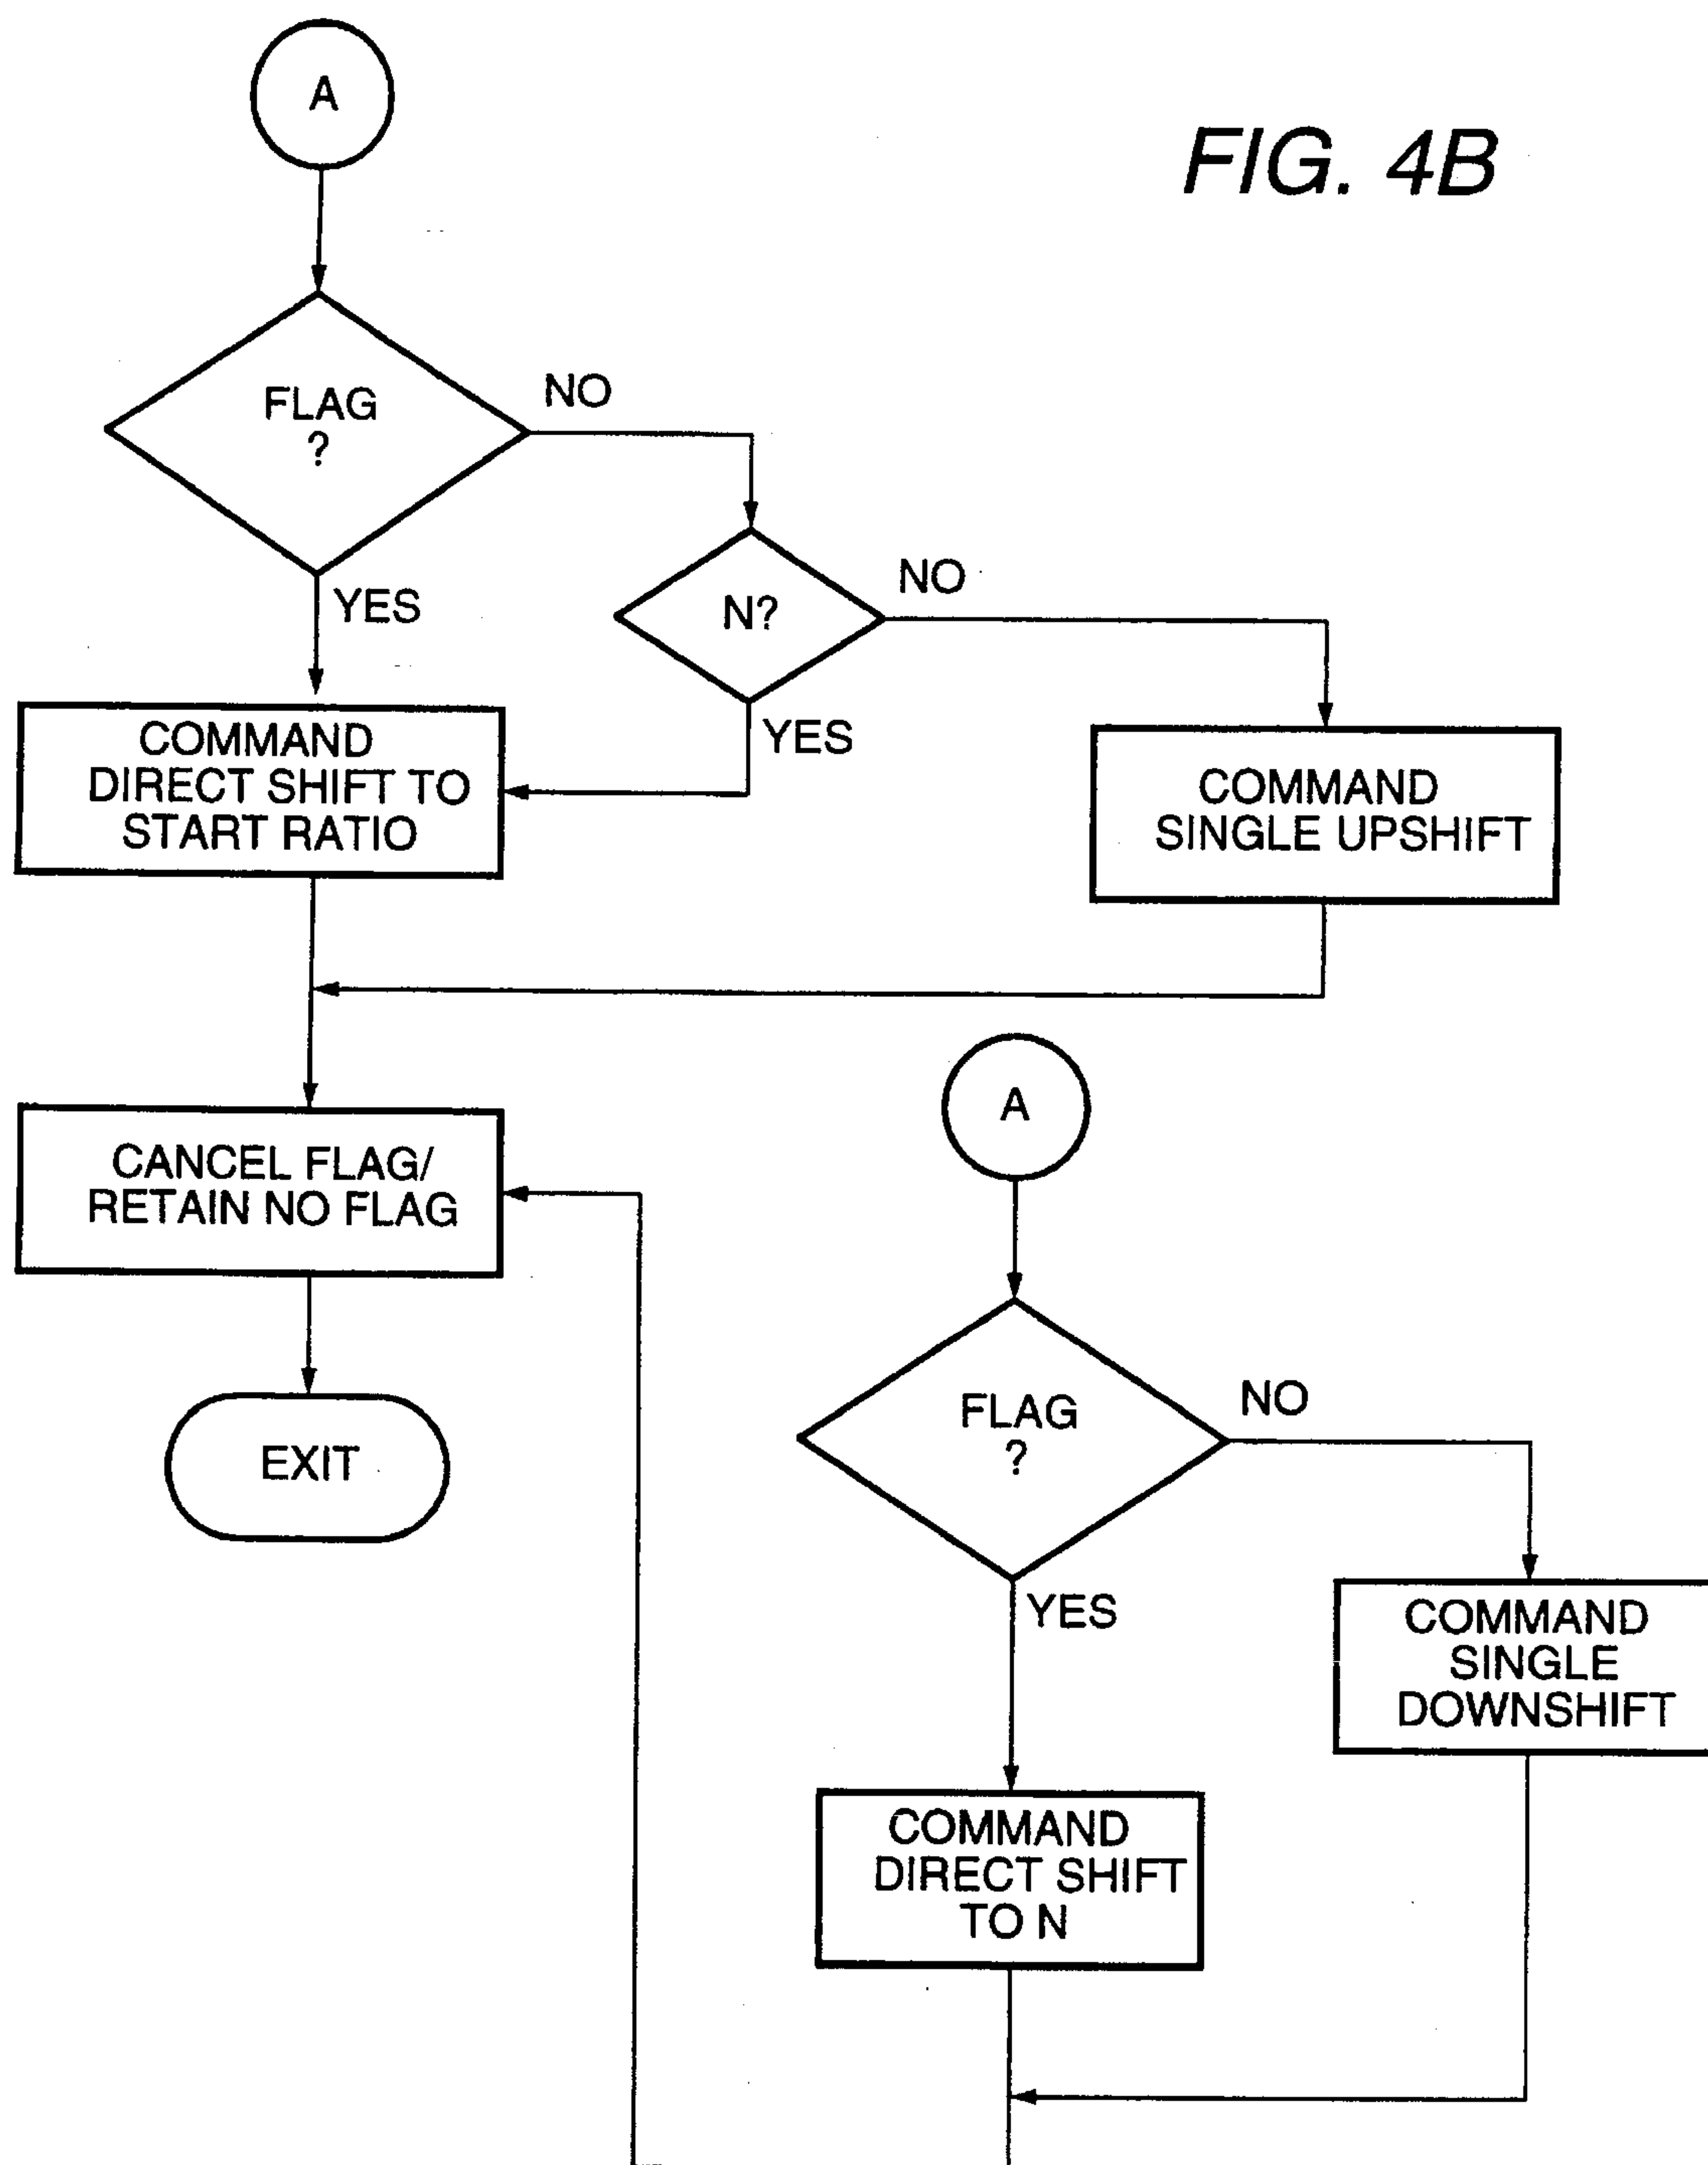 A
FIG. 4B
FLAG
?
NO
YES
N?
NO
YES
COMMAND
DIRECT SHIFT TO
START RATIO
COMMAND
SINGLE UPSHIFT
CANCEL FLAG/
RETAIN NO FLAG
EXIT
A
FLAG
?
NO
YES
COMMAND
SINGLE
DOWNSHIFT
COMMAND
DIRECT SHIFT
TO N